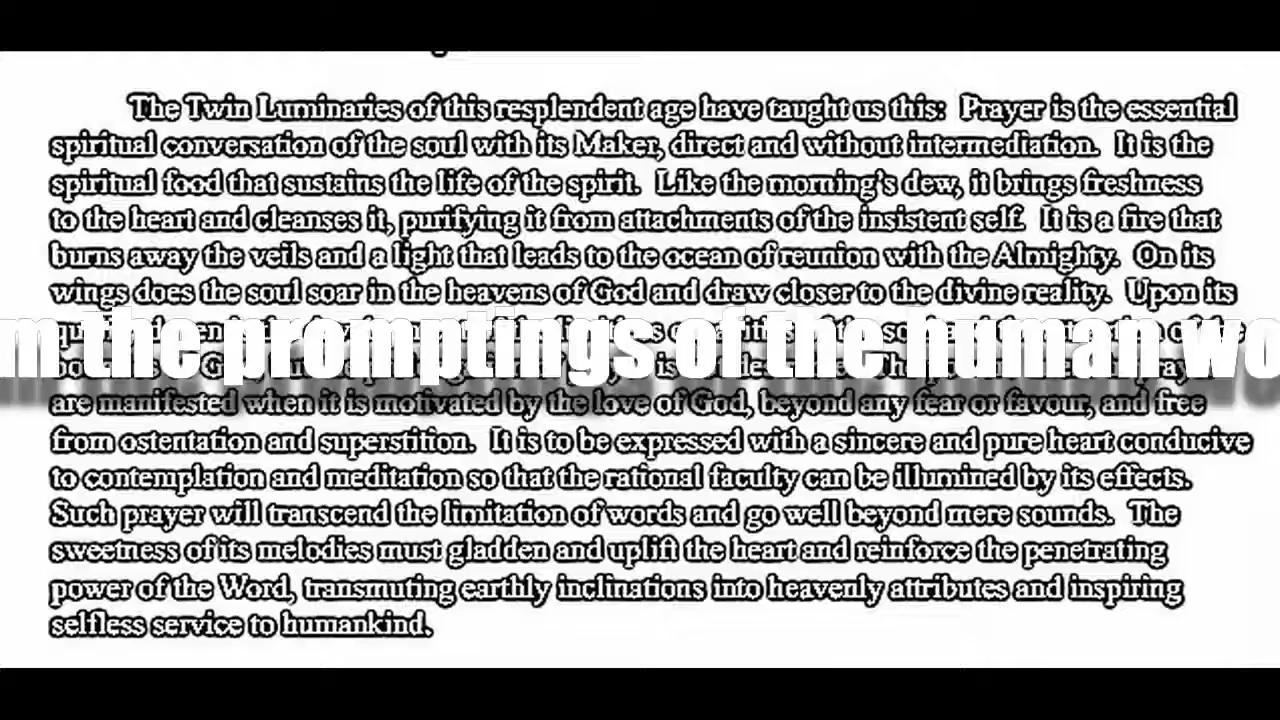 The Twin Luminaries of this resplendent age have taught us this: Prayer is the essential
spiritual conversation of the soul with its Maker, direct and without intermediation. It is the
spiritual food that sustains the life of the spirit. Like the morning's dew, it brings freshness
to the heart and cleanses it, purifying it from attachments of the insistent self. It is a fire that
burns away the veils and a light that leads to the ocean of reunion with the Almighty. On its
wings does the soul soar in the heavens of God and draw closer to the divine reality. Upon its
the promptings of the human
are manifested when it is motivated by the love of God, beyond any fear or favour, and free
from ostentation and superstition. It is to be expressed with a sincere and pure heart conducive
to contemplation and meditation so that the rational faculty can be illumined by its effects.
Such prayer will transcend the limitation of words and go well beyond mere sounds. The
sweetness of its melodies must gladden and uplift the heart and reinforce the penetrating
power of the Word, transmuting earthly inclinations into heavenly attributes and inspiring
selfless service to humankind.